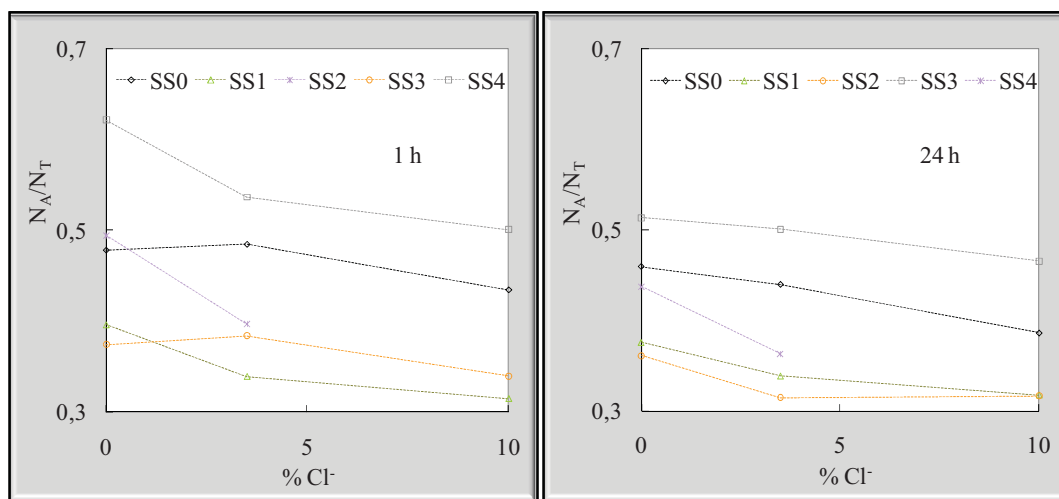 0,7
SS0 SS1 SS2 SS3 SS4
1 h
N_A/N_T
0,5
0,3
0 5 10
% Cl⁻
0,7
SS0 SS1 SS2 SS3 SS4
24 h
N_A/N_T
0,5
0,3
0 5 10
% Cl⁻